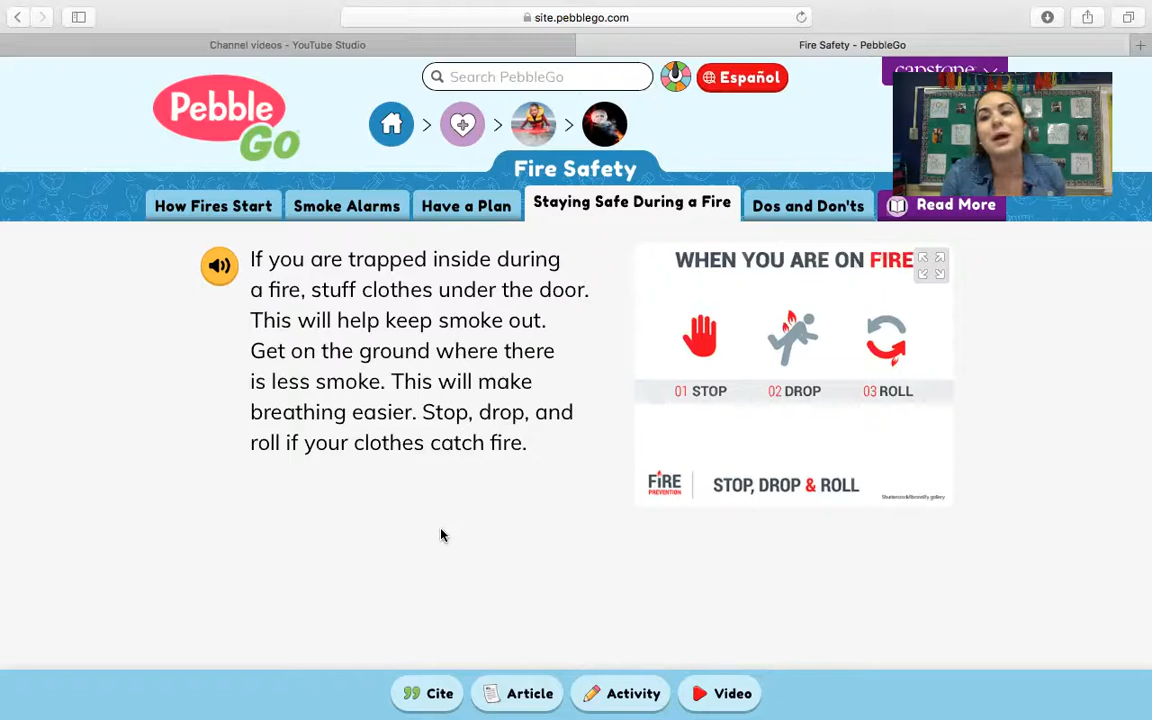 site.pebblego.com
Channel videos - YouTube Studio
Fire Safety - PebbleGo
Pebble
Go
Search PebbleGo
Español
capstone
Fire Safety
How Fires Start
Smoke Alarms
Have a Plan
Staying Safe During a Fire
Dos and Don'ts
Read More
If you are trapped inside during
a fire, stuff clothes under the door.
This will help keep smoke out.
Get on the ground where there
is less smoke. This will make
breathing easier. Stop, drop, and
roll if your clothes catch fire.
WHEN YOU ARE ON FIRE
01 STOP
02 DROP
03 ROLL
FIRE
PREVENTION
STOP, DROP & ROLL
Cite
Article
Activity
Video